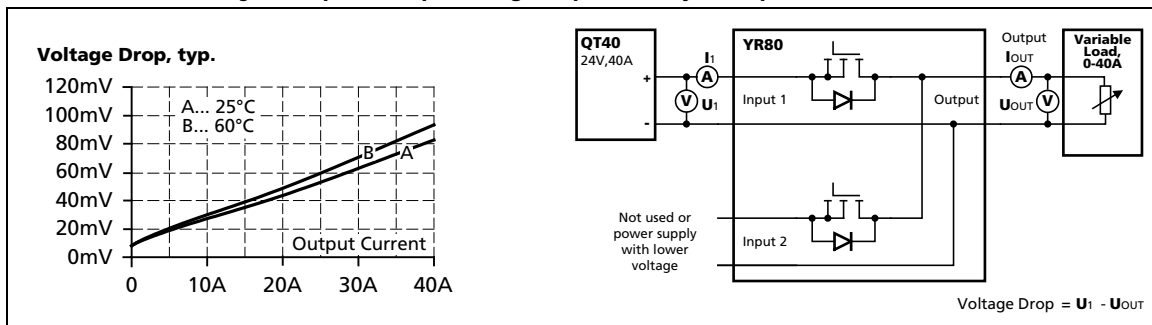 Voltage Drop, typ.
120mV
100mV
80mV
60mV
40mV
20mV
0mV
A... 25°C
B... 60°C
B
A
Output Current
0
10A
20A
30A
40A
QT40
24V,40A
+
-
I1
A
V
U1
YR80
Input 1
Output
Input 2
Not used or
power supply
with lower
voltage
Output
IOUT
A
UOUT
V
Variable
Load,
0-40A
Voltage Drop = U1 - UOUT